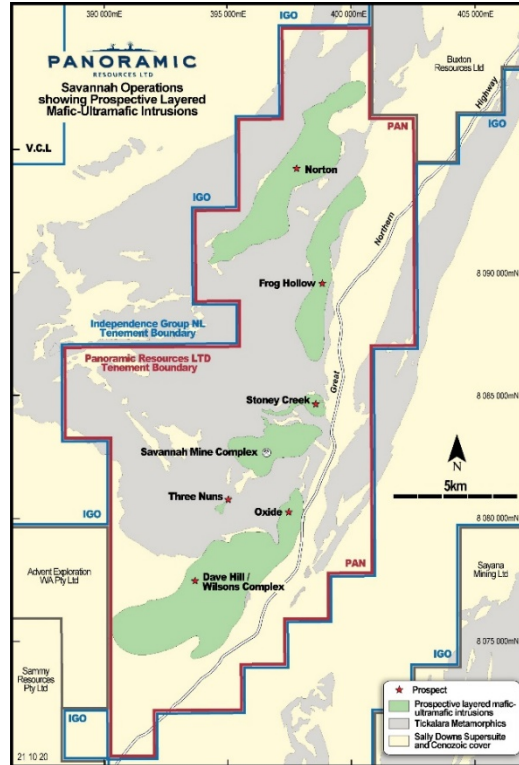 390 000mE
395 000mE
400 000mE
405 000mE
PANORAMIC
RESOURCES LTD
Savannah Operations
showing Prospective Layered
Mafic-Ultramafic Intrusions
V.C.L
IGO
Buxton
Resources Ltd
Highway
IGO
PAN
Norton
IGO
Northern
8 090 000mN
Frog Hollow
Independence Group NL
Tenement Boundary
Panoramic Resources LTD
Tenement Boundary
Great
Stoney Creek
8 085 000mN
Savannah Mine Complex
N
5km
Three Nuns
Oxide
IGO
8 080 000mN
PAN
Advent Exploration
WA Pty Ltd
Dave Hill /
Wilsons Complex
Sayana
Mining Ltd
8 075 000mN
IGO
Sammy
Resources
Pty Ltd
IGO
Prospect
Prospective layered mafic-
ultramafic intrusions
Tickalara Metamorphics
Sally Downs Supersuite
and Cenozoic cover
21 10 20